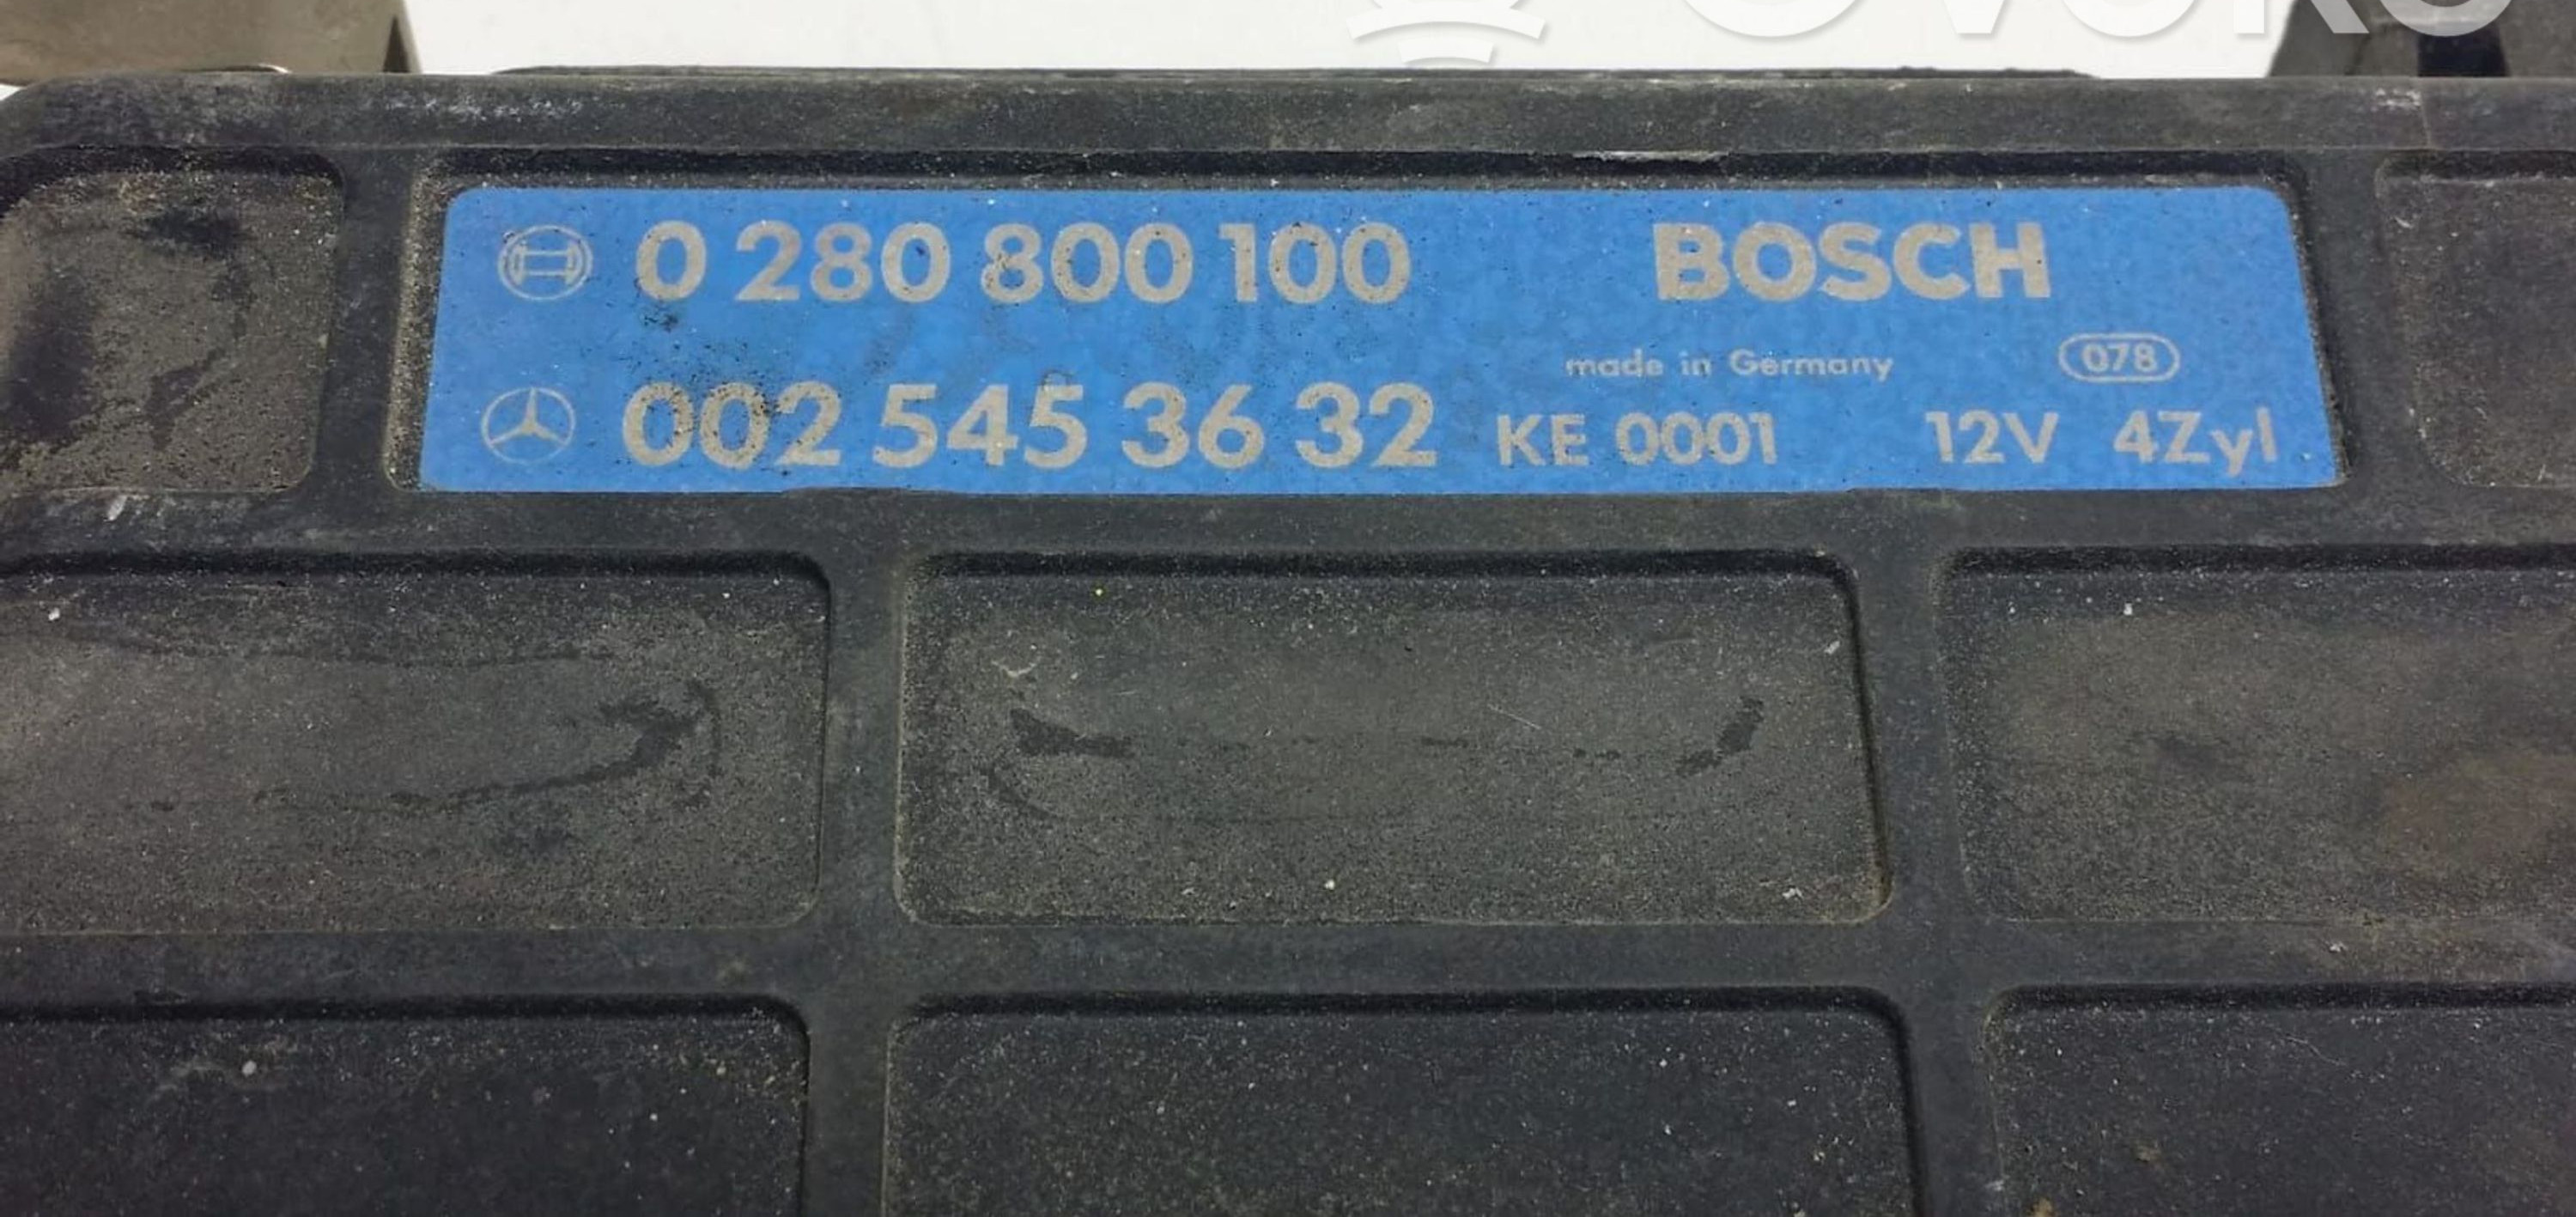 0 280 800 100 BOSCH
made in Germany 078
002 545 36 32 KE 0001 12V 4Zyl